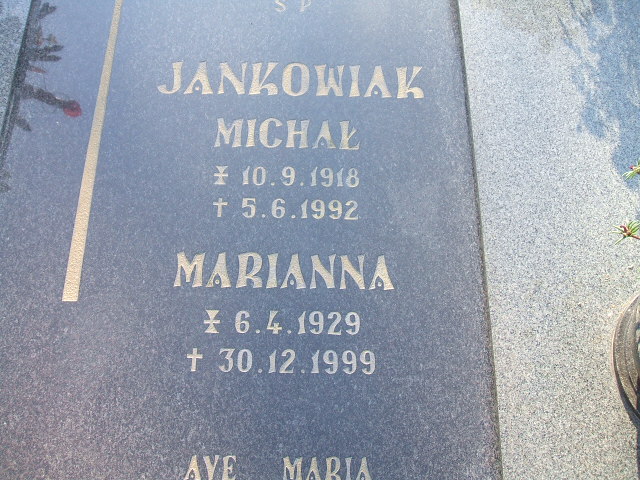 Ś P
JANKOWIAK
MICHAŁ
10.9.1918
† 5.6.1992
MARIANNA
6.4.1929
† 30.12.1999
AVE MARIA